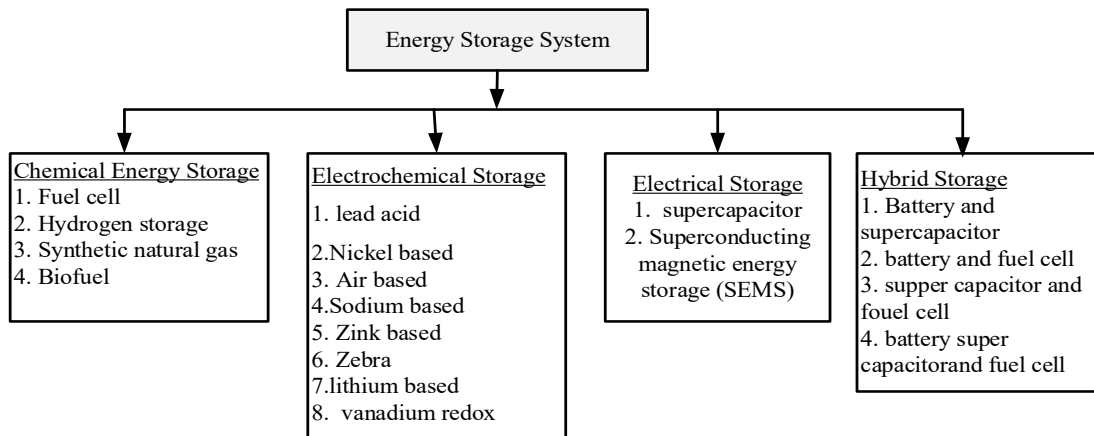 Energy Storage System
Chemical Energy Storage
1. Fuel cell
2. Hydrogen storage
3. Synthetic natural gas
4. Biofuel
Electrochemical Storage
1. lead acid
2.Nickel based
3. Air based
4.Sodium based
5. Zink based
6. Zebra
7.lithium based
8. vanadium redox
Electrical Storage
1. supercapacitor
2. Superconducting
magnetic energy
storage (SEMS)
Hybrid Storage
1. Battery and
supercapacitor
2. battery and fuel cell
3. supper capacitor and
fouel cell
4. battery super
capacitorand fuel cell